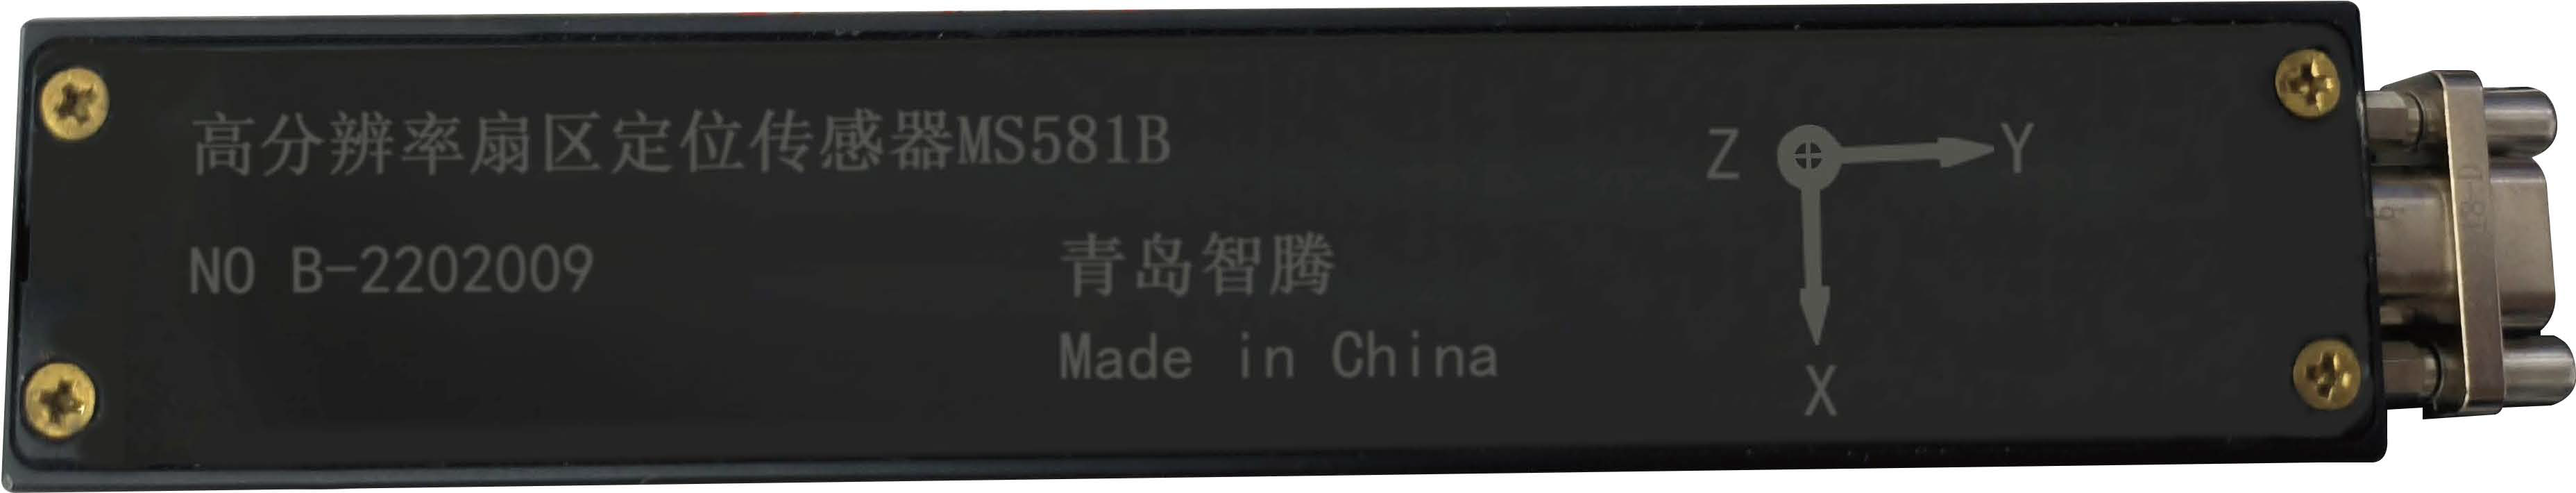 高分辨率扇区定位传感器MS581B
Z
Y
NO B-2202009
青岛智腾
Made in China
X